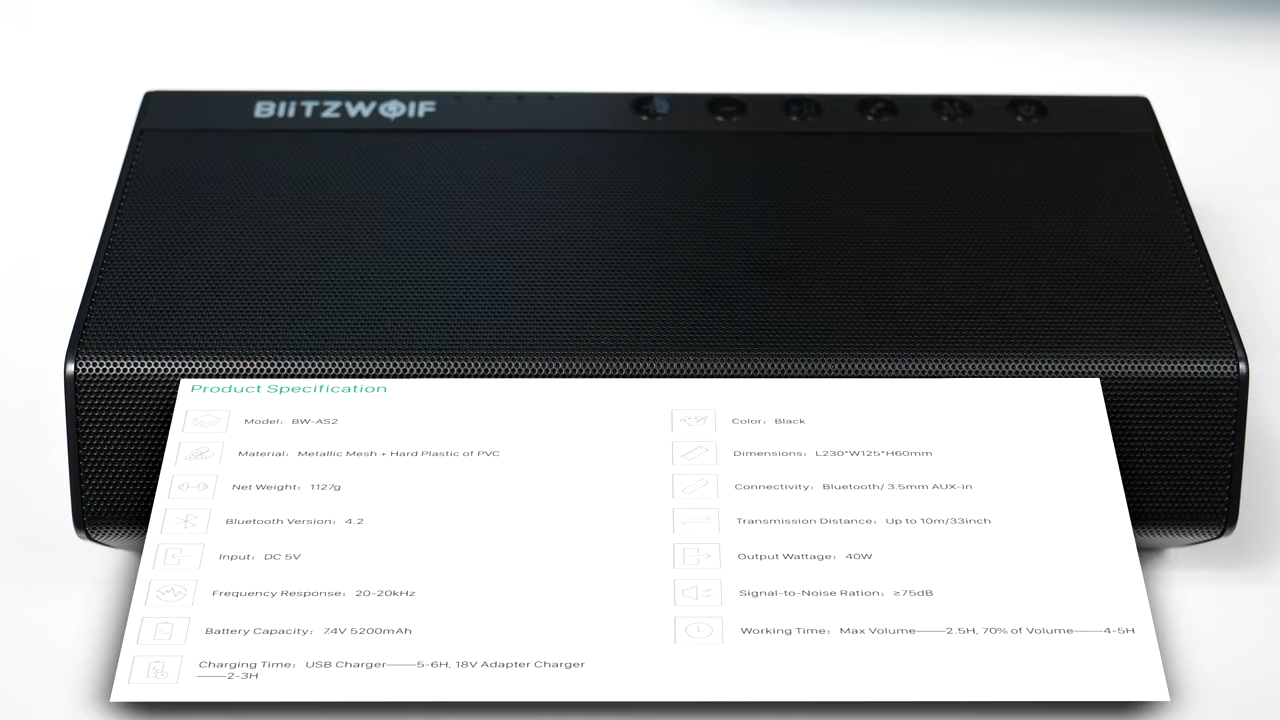 BlitzWolf
Product Specification
Model: BW-AS2
Color: Black
Material: Metallic Mesh + Hard Plastic of PVC
Dimensions: L230*W125*H60mm
Net Weight: 1127g
Connectivity: Bluetooth/ 3.5mm AUX-in
Bluetooth Version: 4.2
Transmission Distance: Up to 10m/33inch
Input: DC 5V
Output Wattage: 40W
Frequency Response: 20-20kHz
Signal-to-Noise Ration: ≥75dB
Battery Capacity: 7.4V 5200mAh
Working Time: Max Volume——2.5H, 70% of Volume——4-5H
Charging Time: USB Charger——5-6H, 18V Adapter Charger
——2-3H